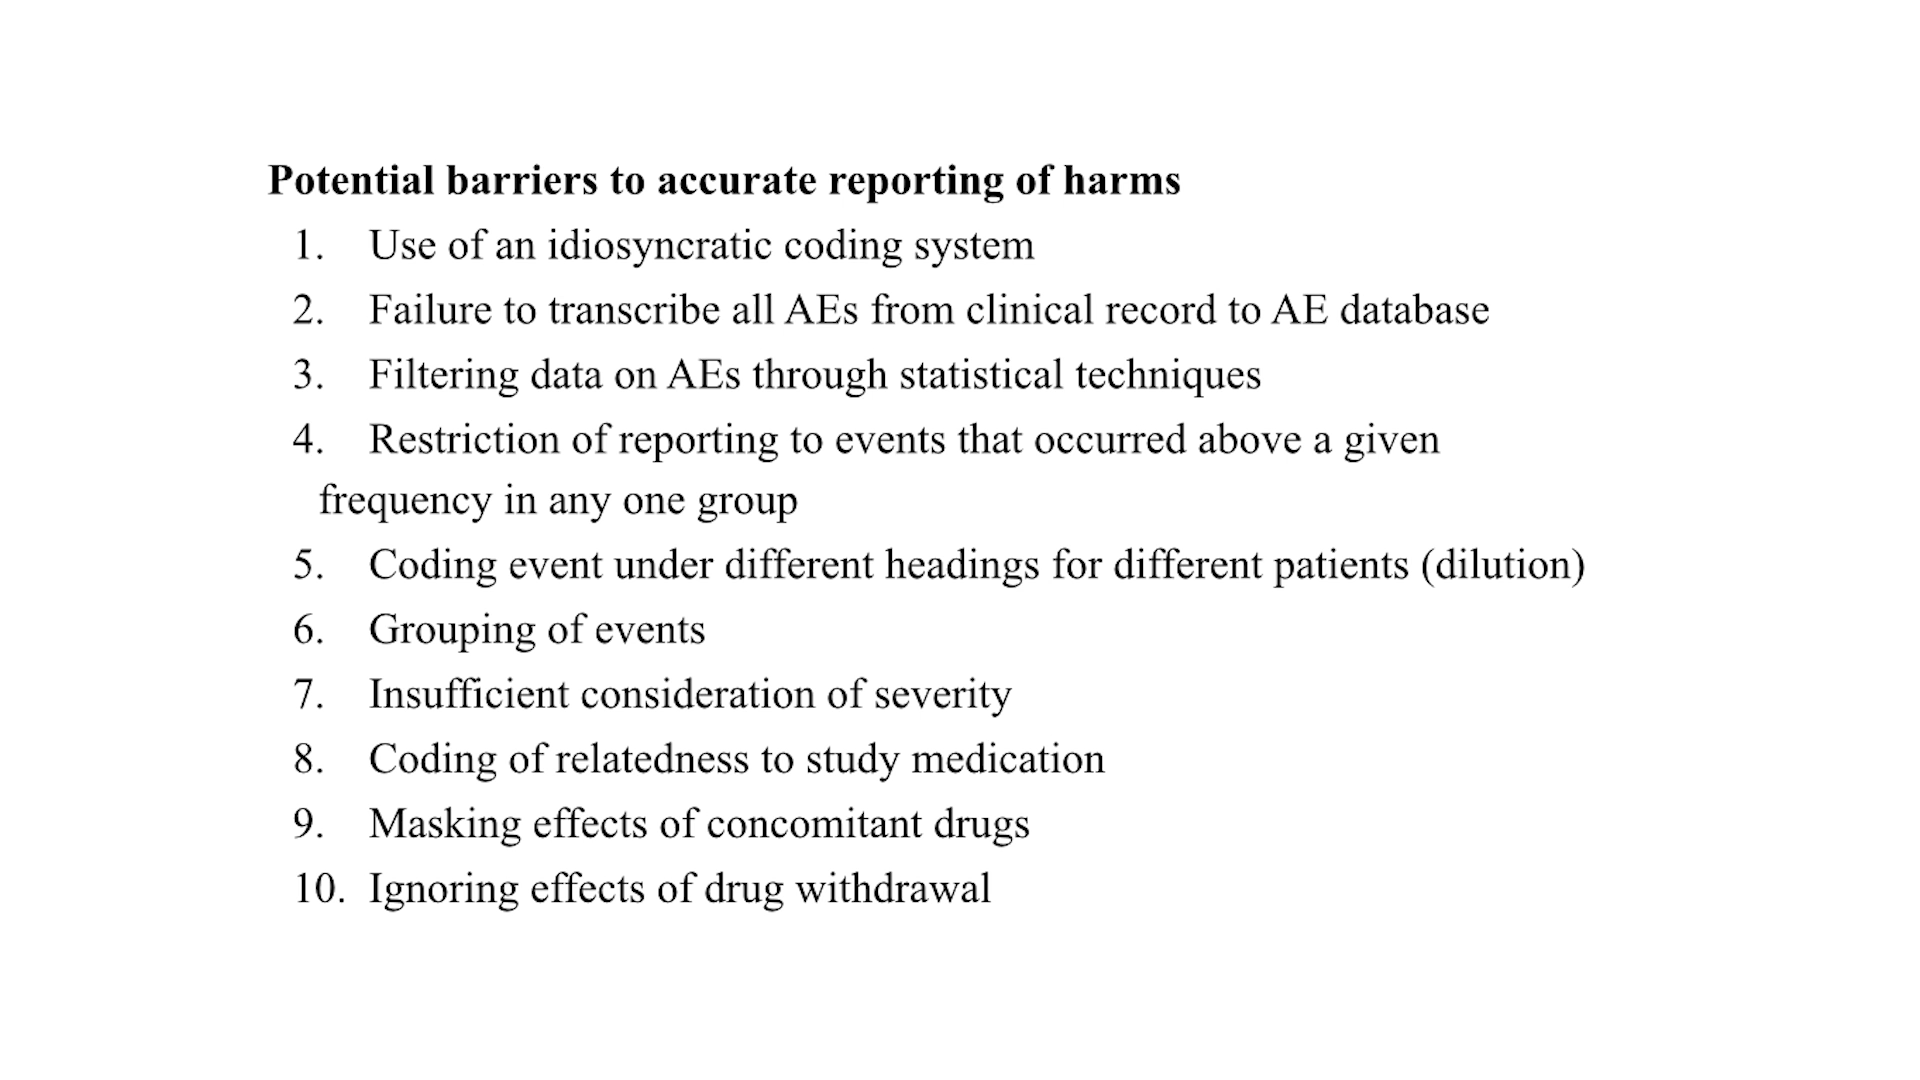 Potential barriers to accurate reporting of harms
1. Use of an idiosyncratic coding system
2. Failure to transcribe all AEs from clinical record to AE database
3. Filtering data on AEs through statistical techniques
4. Restriction of reporting to events that occurred above a given
frequency in any one group
5. Coding event under different headings for different patients (dilution)
6. Grouping of events
7. Insufficient consideration of severity
8. Coding of relatedness to study medication
9. Masking effects of concomitant drugs
10. Ignoring effects of drug withdrawal